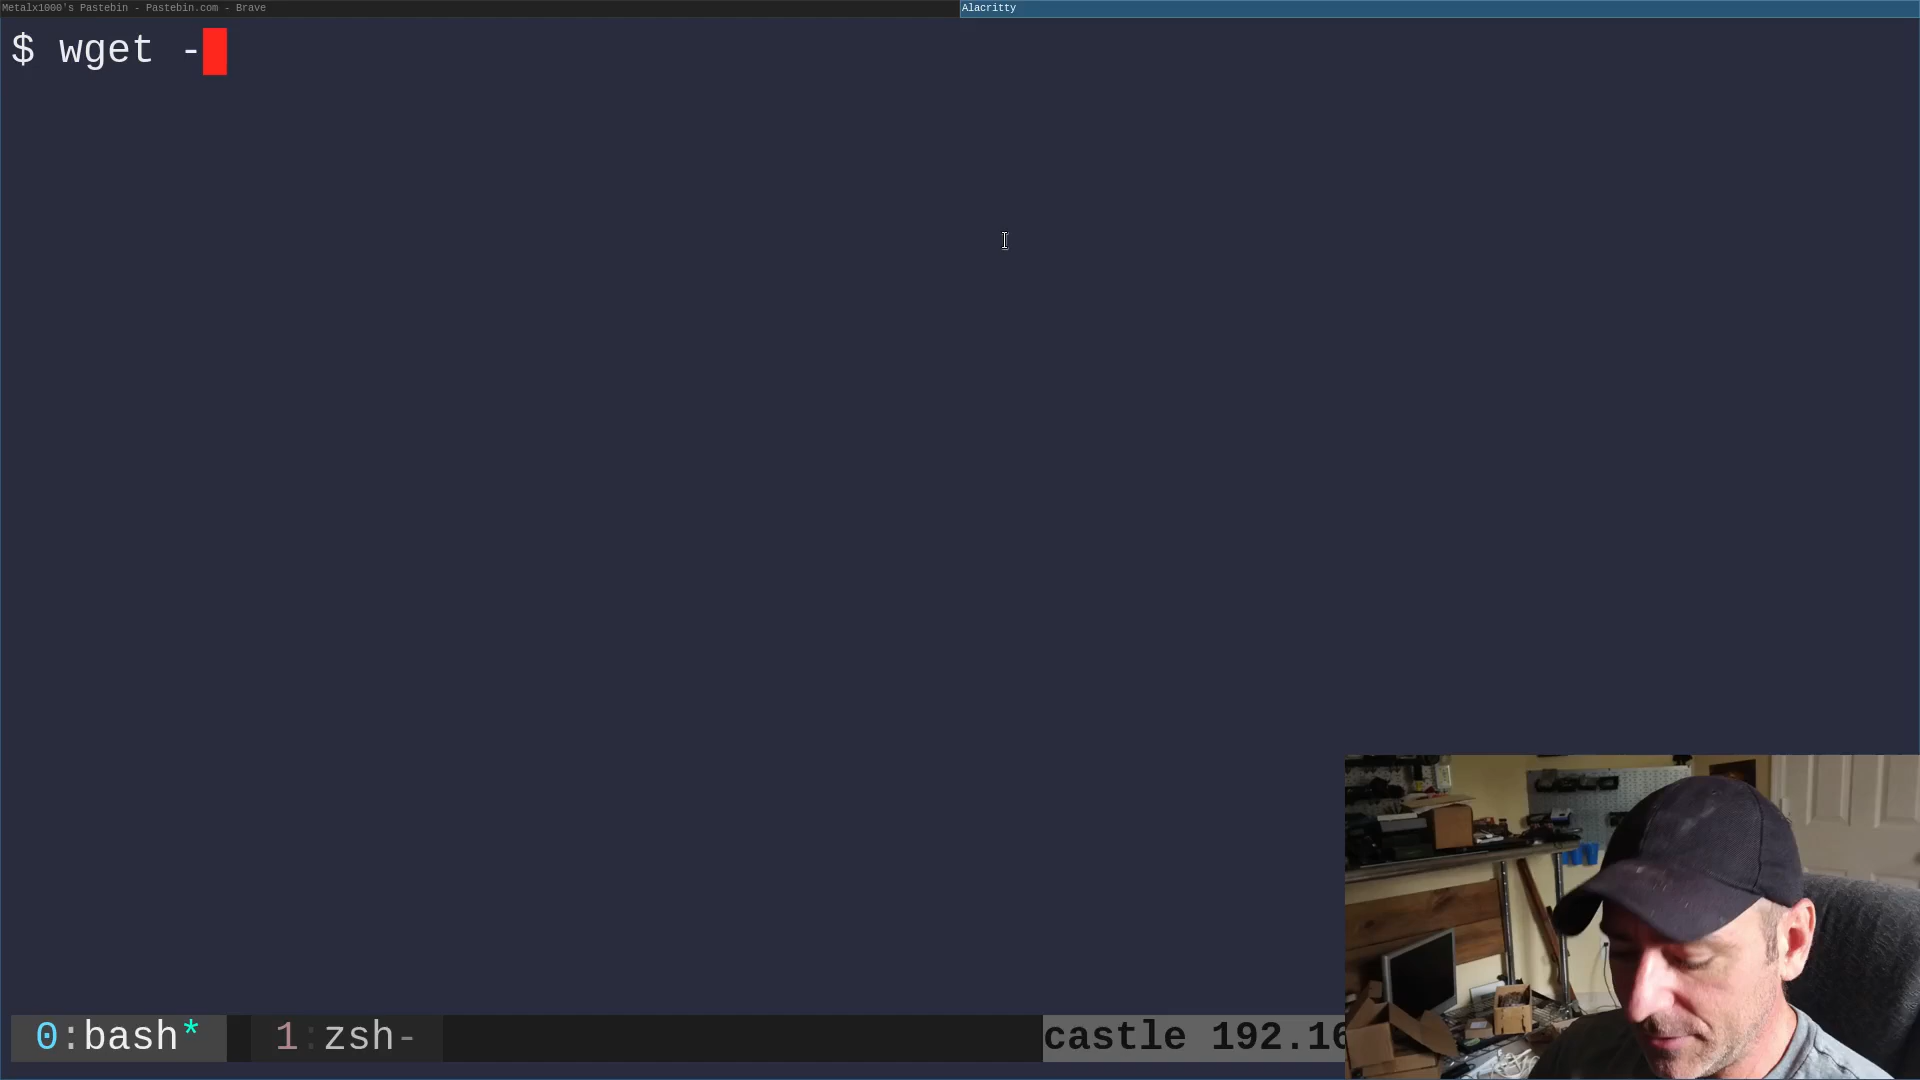 Metalx1000's Pastebin - Pastebin.com - Brave
Alacritty
$ wget -
0:bash* 1:zsh-
castle 192.16